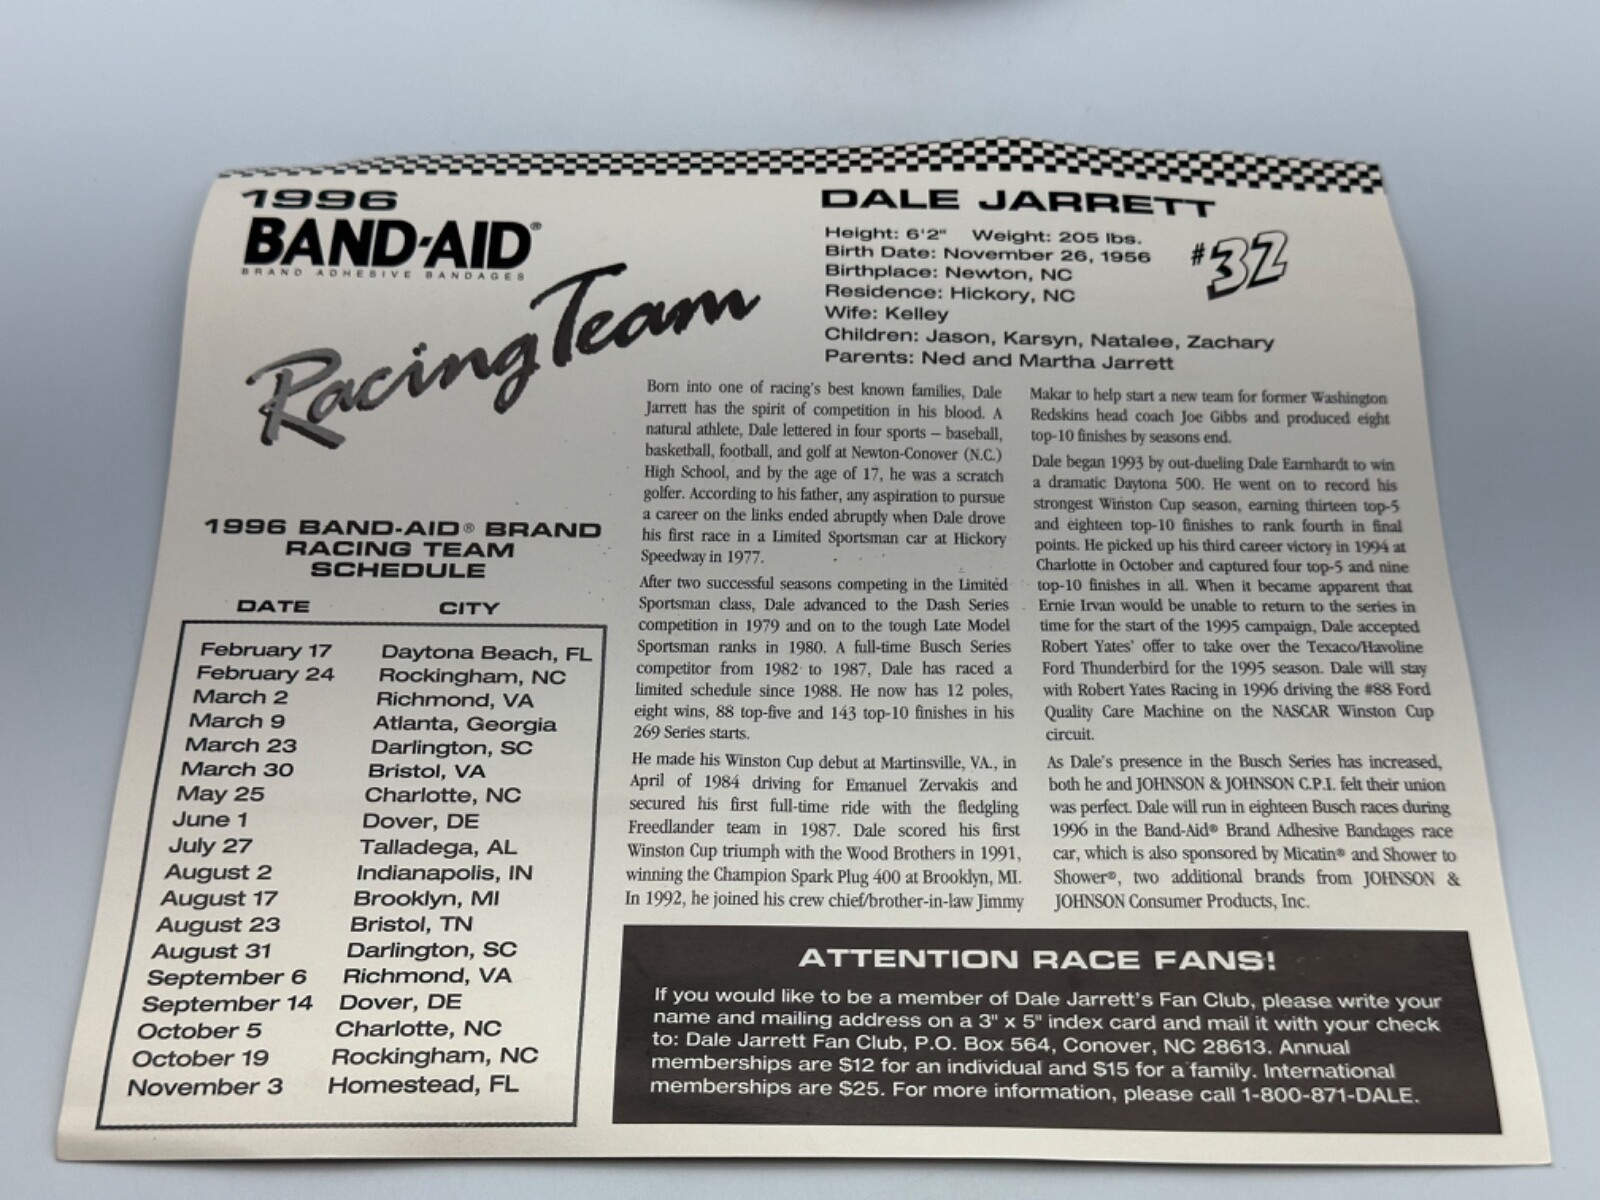 1996
BAND-AID®
BRAND ADHESIVE BANDAGES
Racing Team
DALE JARRETT
Height: 6'2" Weight: 205 lbs.
Birth Date: November 26, 1956
Birthplace: Newton, NC
Residence: Hickory, NC
Wife: Kelley
Children: Jason, Karsyn, Natalee, Zachary
Parents: Ned and Martha Jarrett
#32
1996 BAND-AID® BRAND
RACING TEAM
SCHEDULE
DATE CITY
February 17 Daytona Beach, FL
February 24 Rockingham, NC
March 2 Richmond, VA
March 9 Atlanta, Georgia
March 23 Darlington, SC
March 30 Bristol, VA
May 25 Charlotte, NC
June 1 Dover, DE
July 27 Talladega, AL
August 2 Indianapolis, IN
August 17 Brooklyn, MI
August 23 Bristol, TN
August 31 Darlington, SC
September 6 Richmond, VA
September 14 Dover, DE
October 5 Charlotte, NC
October 19 Rockingham, NC
November 3 Homestead, FL
Born into one of racing's best known families, Dale
Jarrett has the spirit of competition in his blood. A
natural athlete, Dale lettered in four sports – baseball,
basketball, football, and golf at Newton-Conover (N.C.)
High School, and by the age of 17, he was a scratch
golfer. According to his father, any aspiration to pursue
a career on the links ended abruptly when Dale drove
his first race in a Limited Sportsman car at Hickory
Speedway in 1977.
After two successful seasons competing in the Limited
Sportsman class, Dale advanced to the Dash Series
competition in 1979 and on to the tough Late Model
Sportsman ranks in 1980. A full-time Busch Series
competitor from 1982 to 1987, Dale has raced a
limited schedule since 1988. He now has 12 poles,
eight wins, 88 top-five and 143 top-10 finishes in his
269 Series starts.
He made his Winston Cup debut at Martinsville, VA., in
April of 1984 driving for Emanuel Zervakis and
secured his first full-time ride with the fledgling
Freedlander team in 1987. Dale scored his first
Winston Cup triumph with the Wood Brothers in 1991,
winning the Champion Spark Plug 400 at Brooklyn, MI.
In 1992, he joined his crew chief/brother-in-law Jimmy
Makar to help start a new team for former Washington
Redskins head coach Joe Gibbs and produced eight
top-10 finishes by seasons end.
Dale began 1993 by out-dueling Dale Earnhardt to win
a dramatic Daytona 500. He went on to record his
strongest Winston Cup season, earning thirteen top-5
and eighteen top-10 finishes to rank fourth in final
points. He picked up his third career victory in 1994 at
Charlotte in October and captured four top-5 and nine
top-10 finishes in all. When it became apparent that
Ernie Irvan would be unable to return to the series in
time for the start of the 1995 campaign, Dale accepted
Robert Yates' offer to take over the Texaco/Havoline
Ford Thunderbird for the 1995 season. Dale will stay
with Robert Yates Racing in 1996 driving the #88 Ford
Quality Care Machine on the NASCAR Winston Cup
circuit.
As Dale's presence in the Busch Series has increased,
both he and JOHNSON & JOHNSON C.P.I. felt their union
was perfect. Dale will run in eighteen Busch races during
1996 in the Band-Aid® Brand Adhesive Bandages race
car, which is also sponsored by Micatin® and Shower to
Shower®, two additional brands from JOHNSON &
JOHNSON Consumer Products, Inc.
ATTENTION RACE FANS!
If you would like to be a member of Dale Jarrett's Fan Club, please write your
name and mailing address on a 3" x 5" index card and mail it with your check
to: Dale Jarrett Fan Club, P.O. Box 564, Conover, NC 28613. Annual
memberships are $12 for an individual and $15 for a family. International
memberships are $25. For more information, please call 1-800-871-DALE.